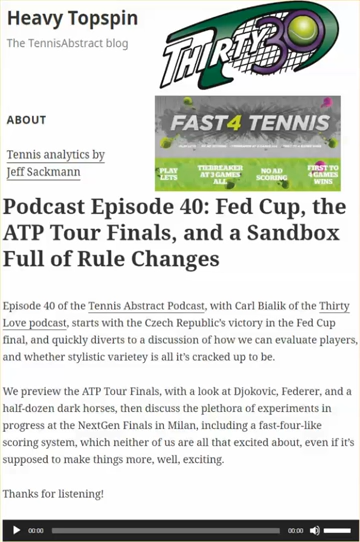 Heavy Topspin
The TennisAbstract blog
THIRTY
30
ABOUT
Tennis analytics by
Jeff Sackmann
FAST4 TENNIS
PLAY
LETS
TIEBREAKER
AT 3 GAMES
ALL
NO AD
SCORING
FIRST TO
4 GAMES
WINS
Podcast Episode 40: Fed Cup, the
ATP Tour Finals, and a Sandbox
Full of Rule Changes
Episode 40 of the Tennis Abstract Podcast, with Carl Bialik of the Thirty
Love podcast, starts with the Czech Republic's victory in the Fed Cup
final, and quickly diverts to a discussion of how we can evaluate players,
and whether stylistic varietey is all it's cracked up to be.
We preview the ATP Tour Finals, with a look at Djokovic, Federer, and a
half-dozen dark horses, then discuss the plethora of experiments in
progress at the NextGen Finals in Milan, including a fast-four-like
scoring system, which neither of us are all that excited about, even if it's
supposed to make things more, well, exciting.
Thanks for listening!
00:00
00:00